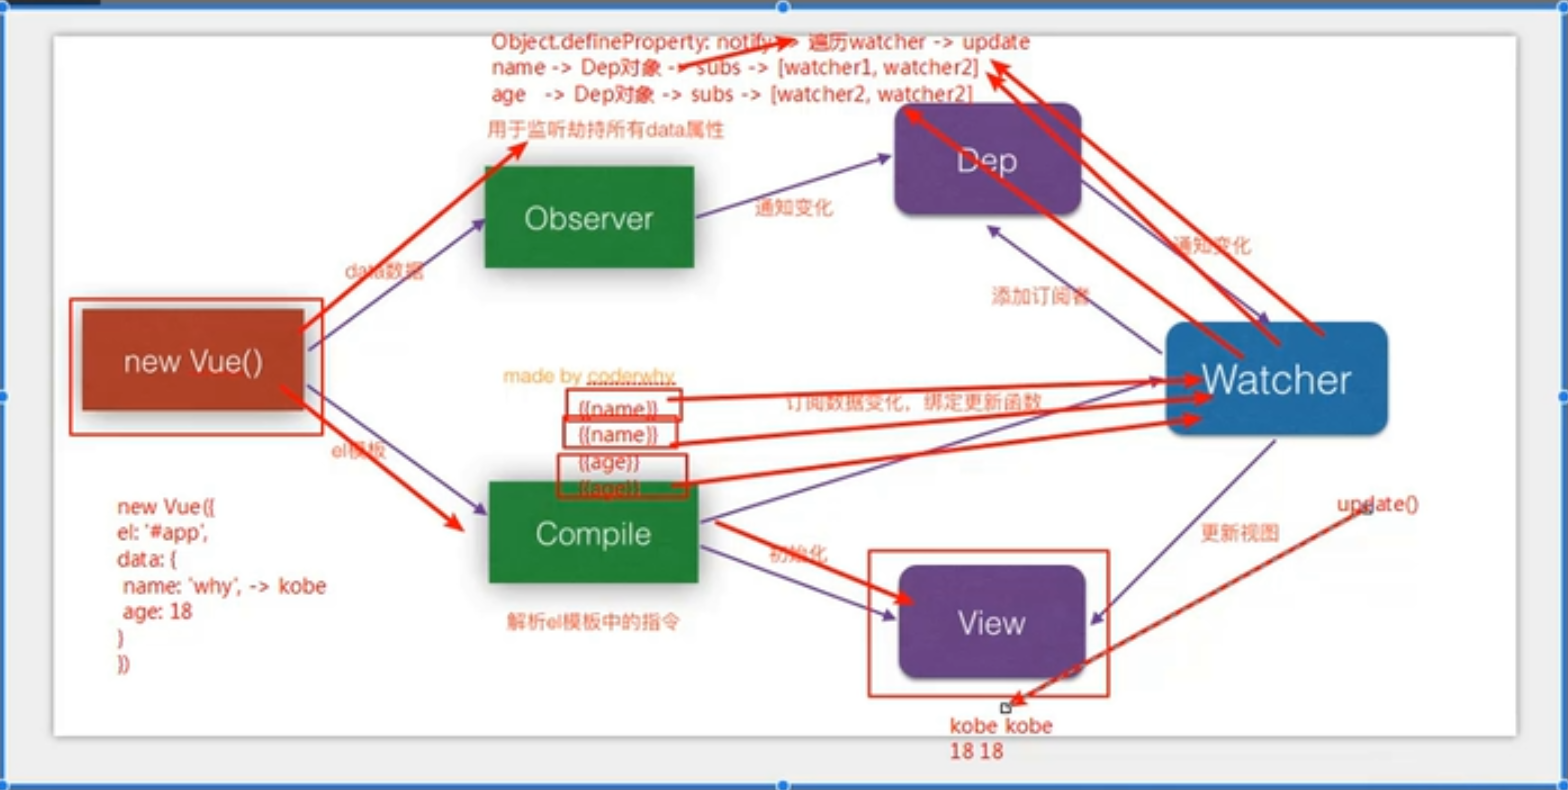 Object.defineProperty: notify -> 遍历watcher -> update
name -> Dep对象 -> subs -> [watcher1, watcher2]
age -> Dep对象 -> subs -> [watcher2, watcher2]
用于监听劫持所有data属性
Dep
Observer
通知变化
通知变化
data数据
添加订阅者
new Vue()
made by coderwhy
Watcher
{{name}}
订阅数据变化，绑定更新函数
{{name}}
{{age}}
{{age}}
el模板
new Vue({
el: '#app',
data: {
name: 'why', -> kobe
age: 18
}
})
Compile
初始化
update()
更新视图
解析el模板中的指令
View
kobe kobe
18 18